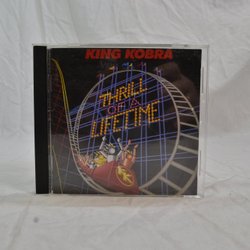 KING KOBRA
THRILL
OF A
LIFETIME